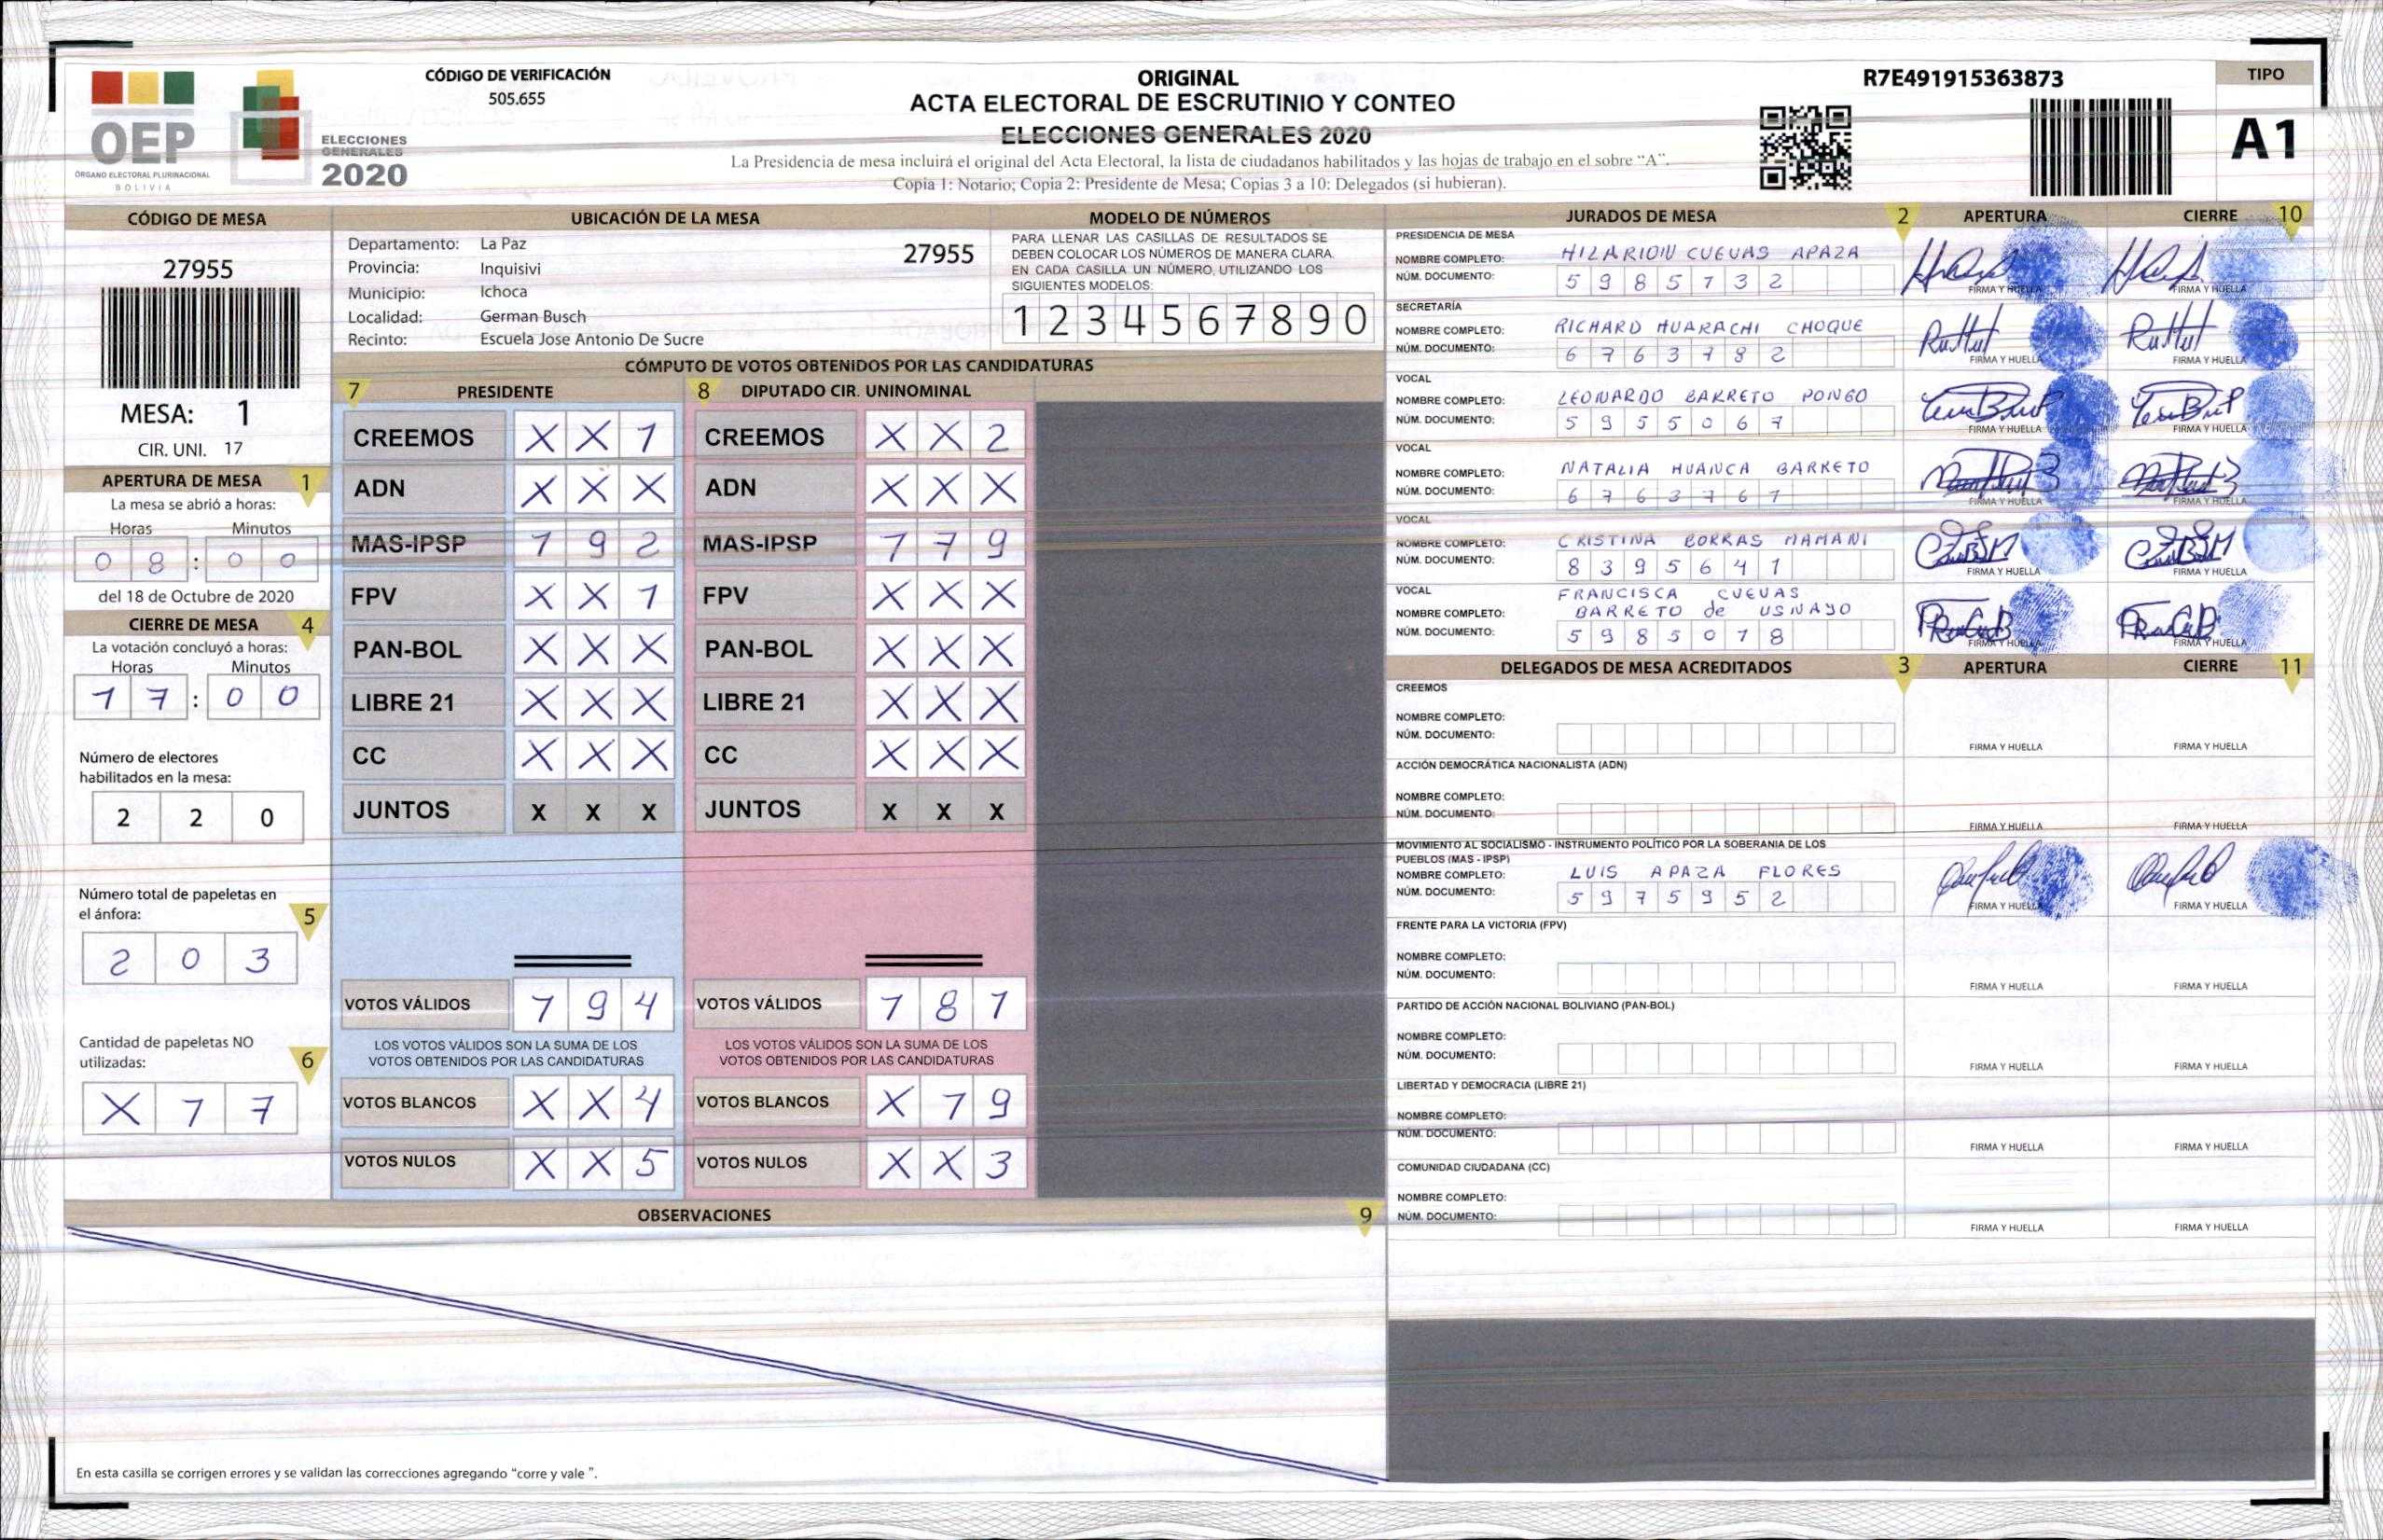 CÓDIGO DE VERIFICACIÓN
505.655
OEP
ÓRGANO ELECTORAL PLURINACIONAL
BOLIVIA
ELECCIONES
GENERALES
2020
ORIGINAL
ACTA ELECTORAL DE ESCRUTINIO Y CONTEO
ELECCIONES GENERALES 2020
La Presidencia de mesa incluirá el original del Acta Electoral, la lista de ciudadanos habilitados y las hojas de trabajo en el sobre “A”.
Copia 1: Notario; Copia 2: Presidente de Mesa; Copias 3 a 10: Delegados (si hubieran).
R7E491915363873
TIPO
A1
CÓDIGO DE MESA
27955
MESA: 1
CIR. UNI. 17
APERTURA DE MESA 1
La mesa se abrió a horas:
Horas Minutos
0 8 : 0 0
del 18 de Octubre de 2020
CIERRE DE MESA 4
La votación concluyó a horas:
Horas Minutos
1 7 : 0 0
Número de electores
habilitados en la mesa:
2 2 0
Número total de papeletas en
el ánfora: 5
2 0 3
Cantidad de papeletas NO
utilizadas: 6
X 1 7
UBICACIÓN DE LA MESA
Departamento: La Paz
27955
Provincia: Inquisivi
Municipio: Ichoca
Localidad: German Busch
Recinto: Escuela Jose Antonio De Sucre
MODELO DE NÚMEROS
PARA LLENAR LAS CASILLAS DE RESULTADOS SE
DEBEN COLOCAR LOS NÚMEROS DE MANERA CLARA.
EN CADA CASILLA UN NÚMERO, UTILIZANDO LOS
SIGUIENTES MODELOS:
1 2 3 4 5 6 7 8 9 0
CÓMPUTO DE VOTOS OBTENIDOS POR LAS CANDIDATURAS
7 PRESIDENTE
CREEMOS X X 1
ADN X X X
MAS-IPSP 1 9 2
FPV X X 1
PAN-BOL X X X
LIBRE 21 X X X
CC X X X
JUNTOS X X X
VOTOS VÁLIDOS 1 9 4
LOS VOTOS VÁLIDOS SON LA SUMA DE LOS
VOTOS OBTENIDOS POR LAS CANDIDATURAS
VOTOS BLANCOS X X 4
VOTOS NULOS X X 5
8 DIPUTADO CIR. UNINOMINAL
CREEMOS X X 2
ADN X X X
MAS-IPSP 1 7 9
FPV X X X
PAN-BOL X X X
LIBRE 21 X X X
CC X X X
JUNTOS X X X
VOTOS VÁLIDOS 1 8 1
LOS VOTOS VÁLIDOS SON LA SUMA DE LOS
VOTOS OBTENIDOS POR LAS CANDIDATURAS
VOTOS BLANCOS X 1 9
VOTOS NULOS X X 3
OBSERVACIONES 9
En esta casilla se corrigen errores y se validan las correcciones agregando “corre y vale ”.
JURADOS DE MESA 2 APERTURA CIERRE 10
PRESIDENCIA DE MESA
NOMBRE COMPLETO: HILARION CUEVAS APAZA
NÚM. DOCUMENTO: 5 9 8 5 7 3 2
FIRMA Y HUELLA FIRMA Y HUELLA
SECRETARÍA
NOMBRE COMPLETO: RICHARD HUARACHI CHOQUE
NÚM. DOCUMENTO: 6 7 6 3 7 8 2
FIRMA Y HUELLA FIRMA Y HUELLA
VOCAL
NOMBRE COMPLETO: LEONARDO BARRETO PONGO
NÚM. DOCUMENTO: 5 9 5 5 0 6 7
FIRMA Y HUELLA FIRMA Y HUELLA
VOCAL
NOMBRE COMPLETO: NATALIA HUANCA BARRETO
NÚM. DOCUMENTO: 6 7 6 3 7 6 1
FIRMA Y HUELLA FIRMA Y HUELLA
VOCAL
NOMBRE COMPLETO: CRISTINA BORRAS MAMANI
NÚM. DOCUMENTO: 8 3 9 5 6 4 1
FIRMA Y HUELLA FIRMA Y HUELLA
VOCAL
NOMBRE COMPLETO: FRANCISCA CUEVAS
BARRETO de USNAYO
NÚM. DOCUMENTO: 5 9 8 5 0 7 8
FIRMA Y HUELLA FIRMA Y HUELLA
DELEGADOS DE MESA ACREDITADOS 3 APERTURA CIERRE 11
CREEMOS
NOMBRE COMPLETO:
NÚM. DOCUMENTO:
FIRMA Y HUELLA FIRMA Y HUELLA
ACCIÓN DEMOCRÁTICA NACIONALISTA (ADN)
NOMBRE COMPLETO:
NÚM. DOCUMENTO:
FIRMA Y HUELLA FIRMA Y HUELLA
MOVIMIENTO AL SOCIALISMO - INSTRUMENTO POLÍTICO POR LA SOBERANIA DE LOS
PUEBLOS (MAS - IPSP)
NOMBRE COMPLETO: LUIS APAZA FLORES
NÚM. DOCUMENTO: 5 9 7 5 9 5 2
FIRMA Y HUELLA FIRMA Y HUELLA
FRENTE PARA LA VICTORIA (FPV)
NOMBRE COMPLETO:
NÚM. DOCUMENTO:
FIRMA Y HUELLA FIRMA Y HUELLA
PARTIDO DE ACCIÓN NACIONAL BOLIVIANO (PAN-BOL)
NOMBRE COMPLETO:
NÚM. DOCUMENTO:
FIRMA Y HUELLA FIRMA Y HUELLA
LIBERTAD Y DEMOCRACIA (LIBRE 21)
NOMBRE COMPLETO:
NÚM. DOCUMENTO:
FIRMA Y HUELLA FIRMA Y HUELLA
COMUNIDAD CIUDADANA (CC)
NOMBRE COMPLETO:
NÚM. DOCUMENTO:
FIRMA Y HUELLA FIRMA Y HUELLA